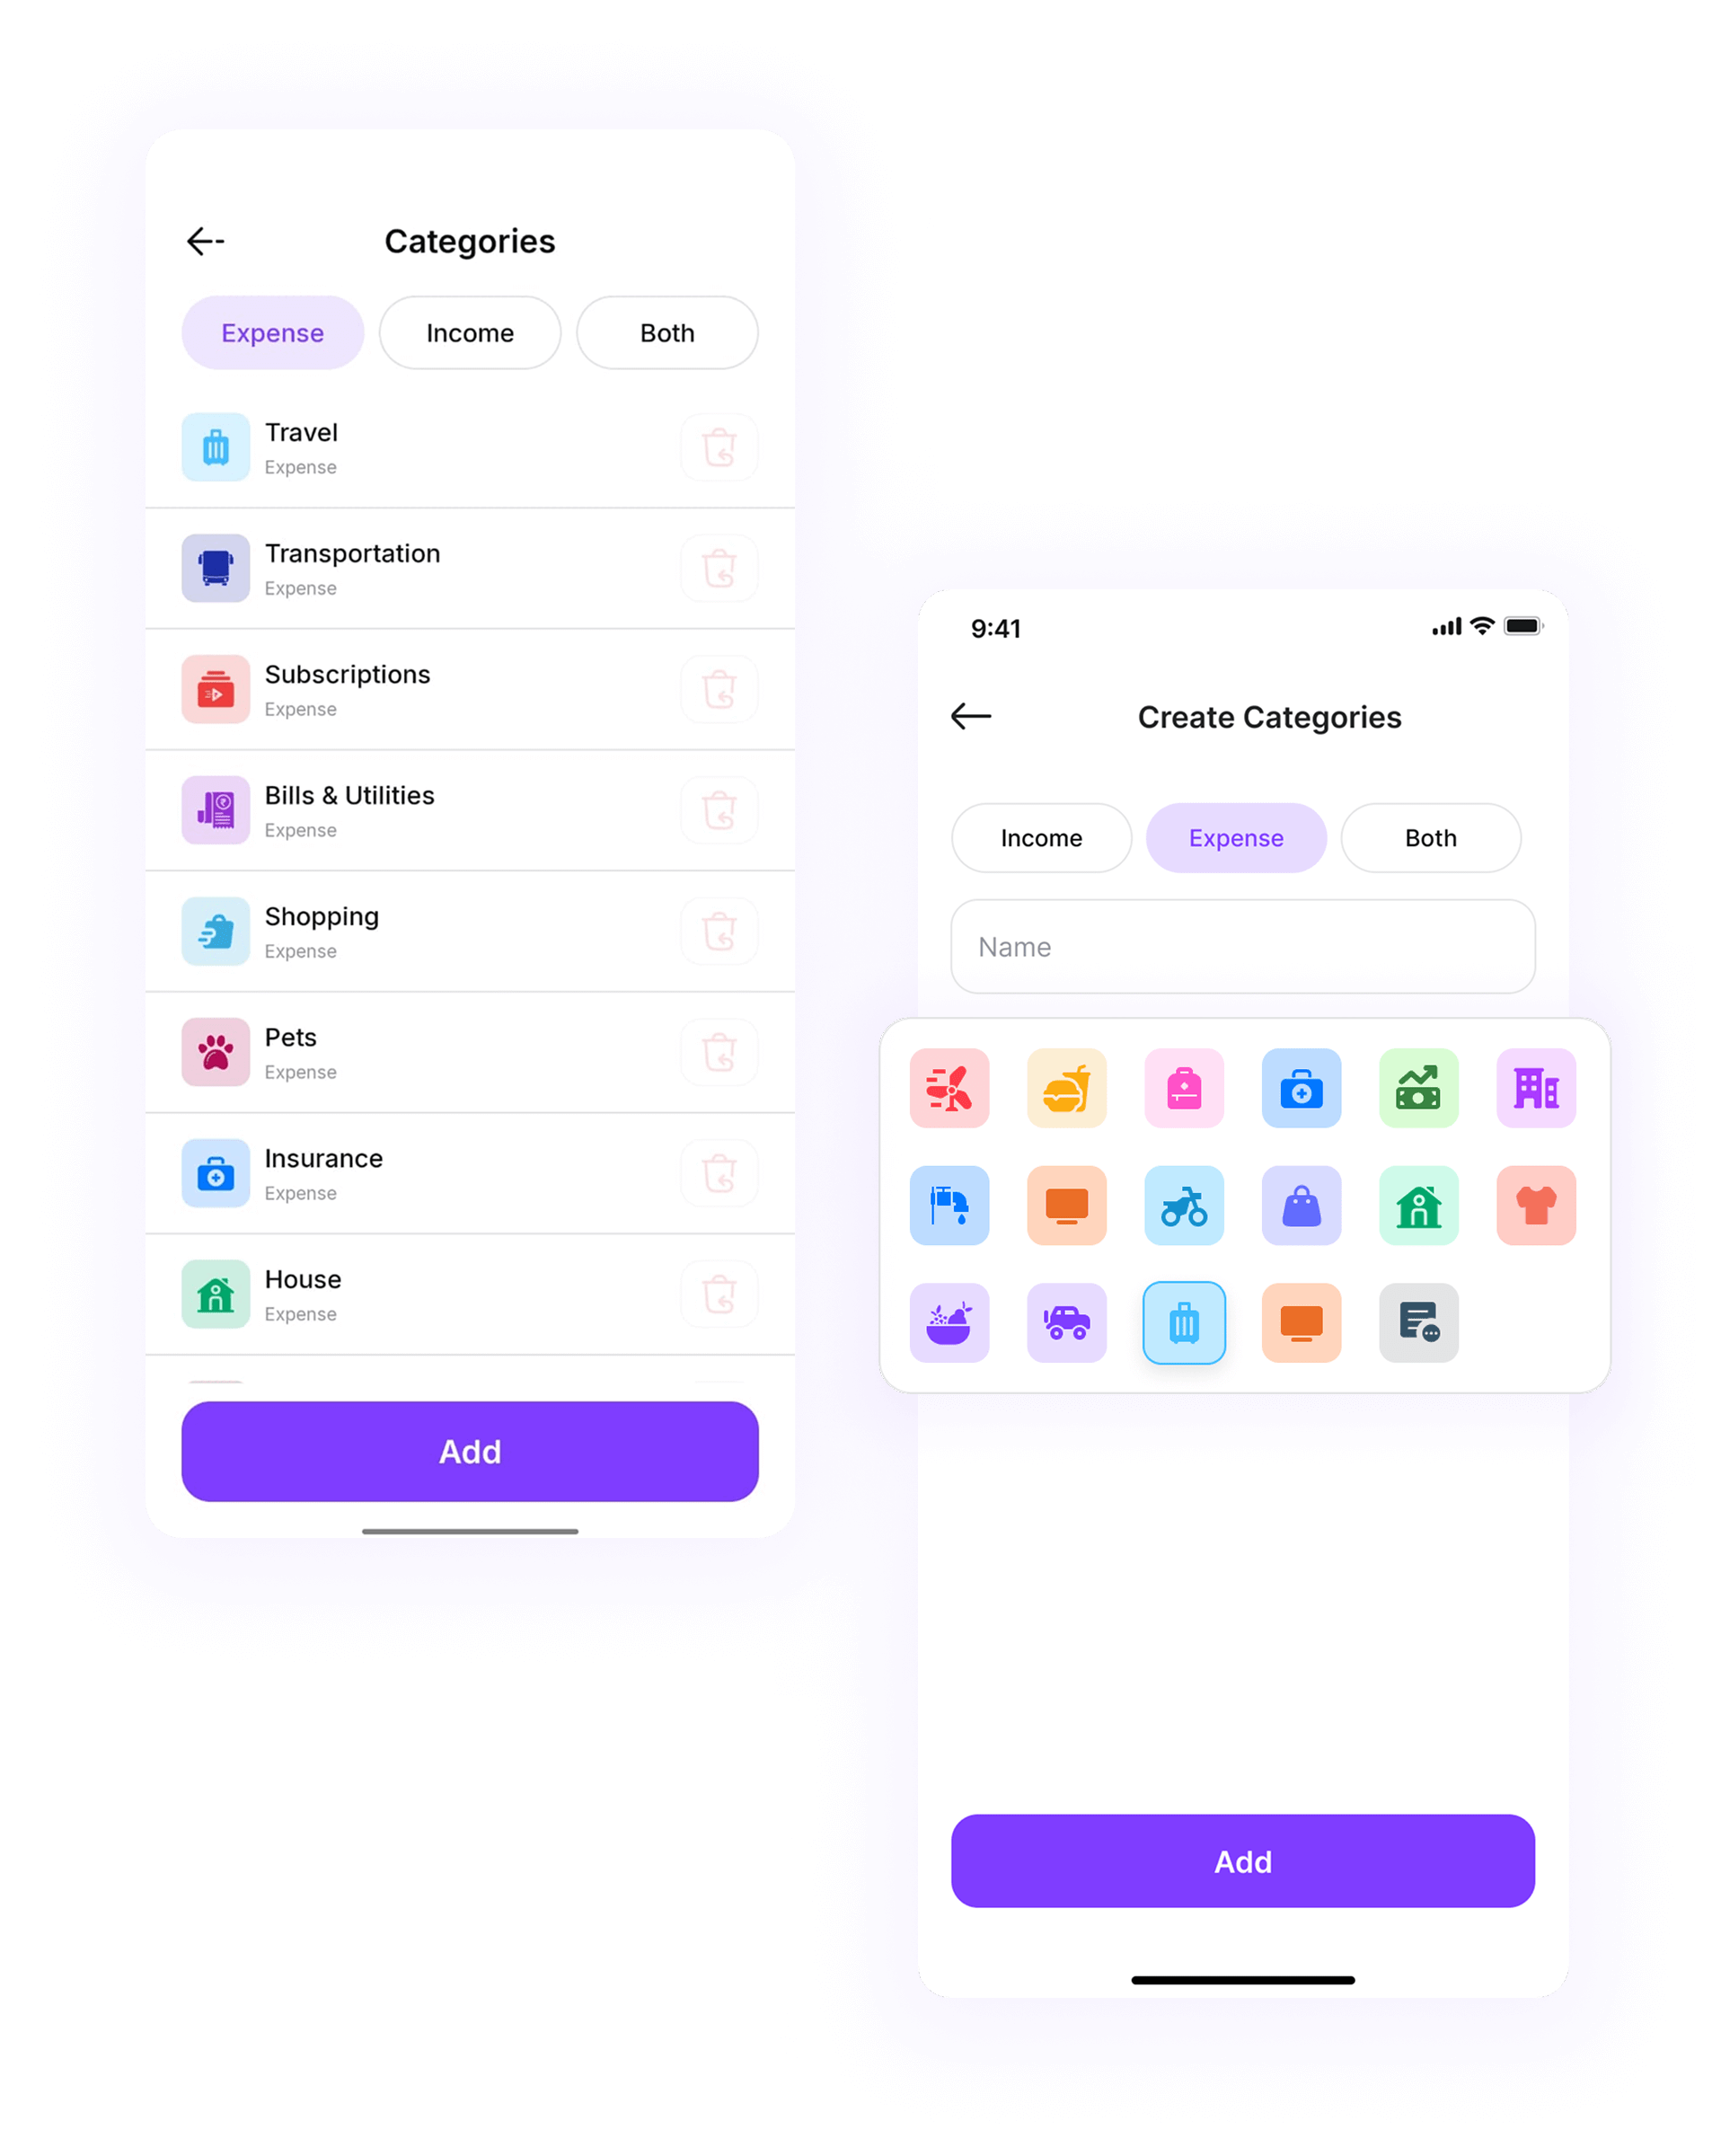 Categories
Expense
Income
Both
Travel
Expense
Transportation
Expense
Subscriptions
Expense
Bills & Utilities
Expense
Shopping
Expense
Pets
Expense
Insurance
Expense
House
Expense
Add
9:41
Create Categories
Income
Expense
Both
Name
Add